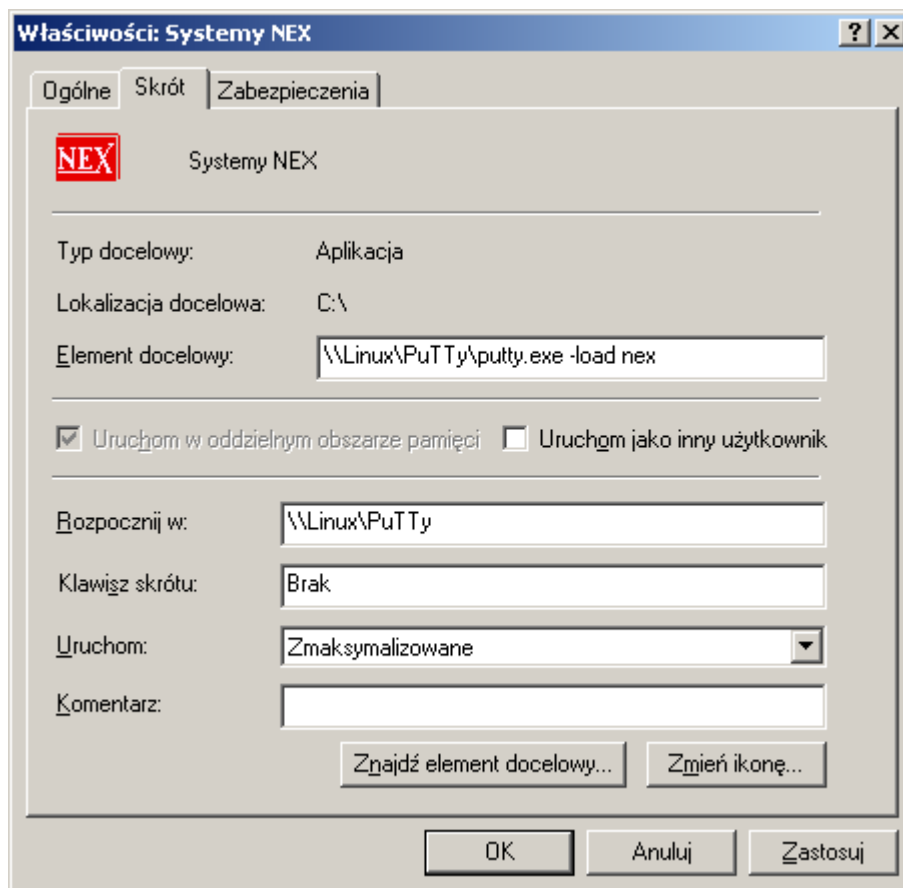 Właściwości: Systemy NEX
Ogólne Skrót Zabezpieczenia
NEX Systemy NEX
Typ docelowy: Aplikacja
Lokalizacja docelowa: C:\
Element docelowy: \\Linux\PuTTy\putty.exe -load nex
Uruchom w oddzielnym obszarze pamięci Uruchom jako inny użytkownik
Rozpocznij w: \\Linux\PuTTy
Klawisz skrótu: Brak
Uruchom: Zmaksymalizowane
Komentarz:
Znajdź element docelowy... Zmień ikonę...
OK Anuluj Zastosuj